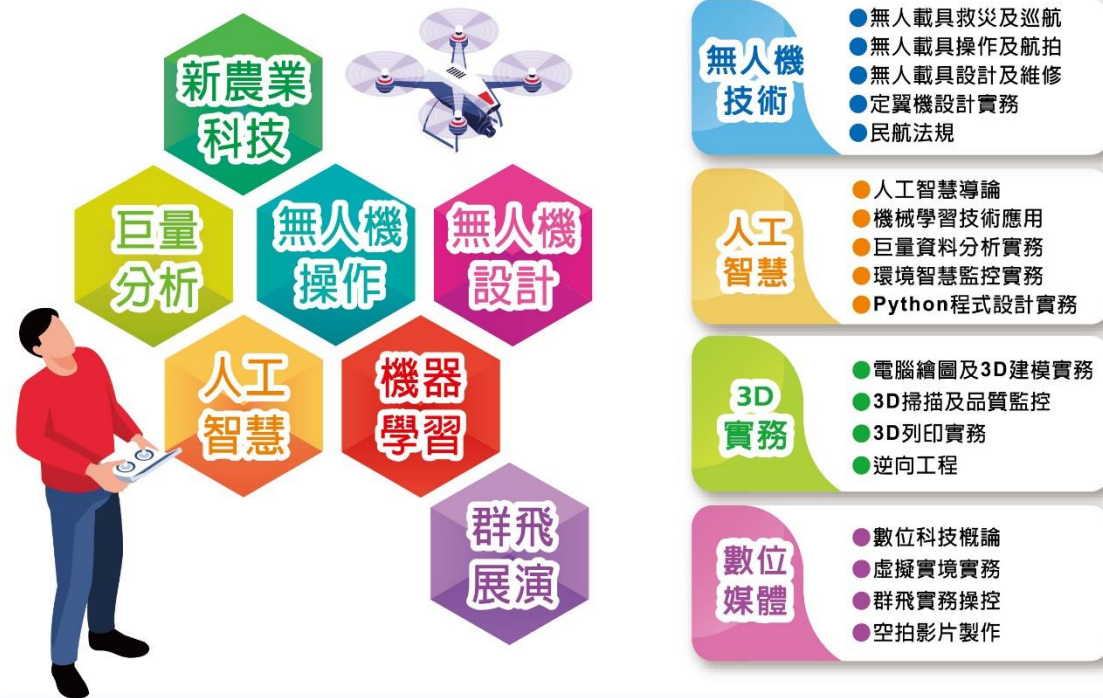 新農業
科技
巨量
分析
無人機
操作
無人機
設計
人工
智慧
機器
學習
群飛
展演
無人機
技術
●無人載具救災及巡航
●無人載具操作及航拍
●無人載具設計及維修
●定翼機設計實務
●民航法規
人工
智慧
●人工智慧導論
●機械學習技術應用
●巨量資料分析實務
●環境智慧監控實務
●Python程式設計實務
3D
實務
●電腦繪圖及3D建模實務
●3D掃描及品質監控
●3D列印實務
●逆向工程
數位
媒體
●數位科技概論
●虛擬實境實務
●群飛實務操控
●空拍影片製作